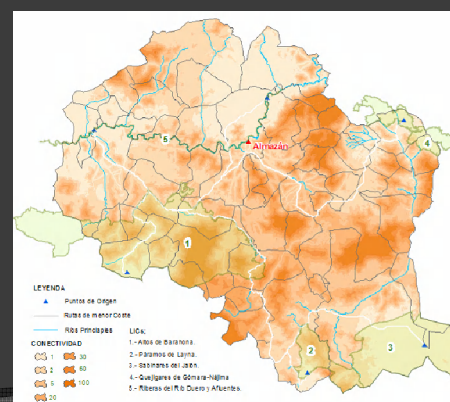 5
Almazán
4
1
2
3
LEYENDA
Puntos de Origen
Rutas de menor Coste
Ríos Principales
CONECTIVIDAD
1 30
2 50
5 100
20
LICs:
1.- Altos de Barahona.
2.- Páramos de Layna.
3.- Sabinares del Jalón.
4.- Quejigares de Gómara-Nájima
5.- Riberas del Río Duero y Afluentes.